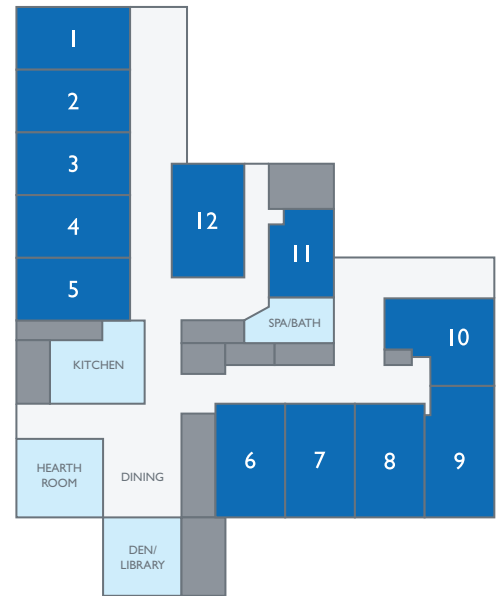 1
2
3
4
5
12
11
SPA/BATH
10
KITCHEN
6
7
8
9
HEARTH
ROOM
DINING
DEN/
LIBRARY